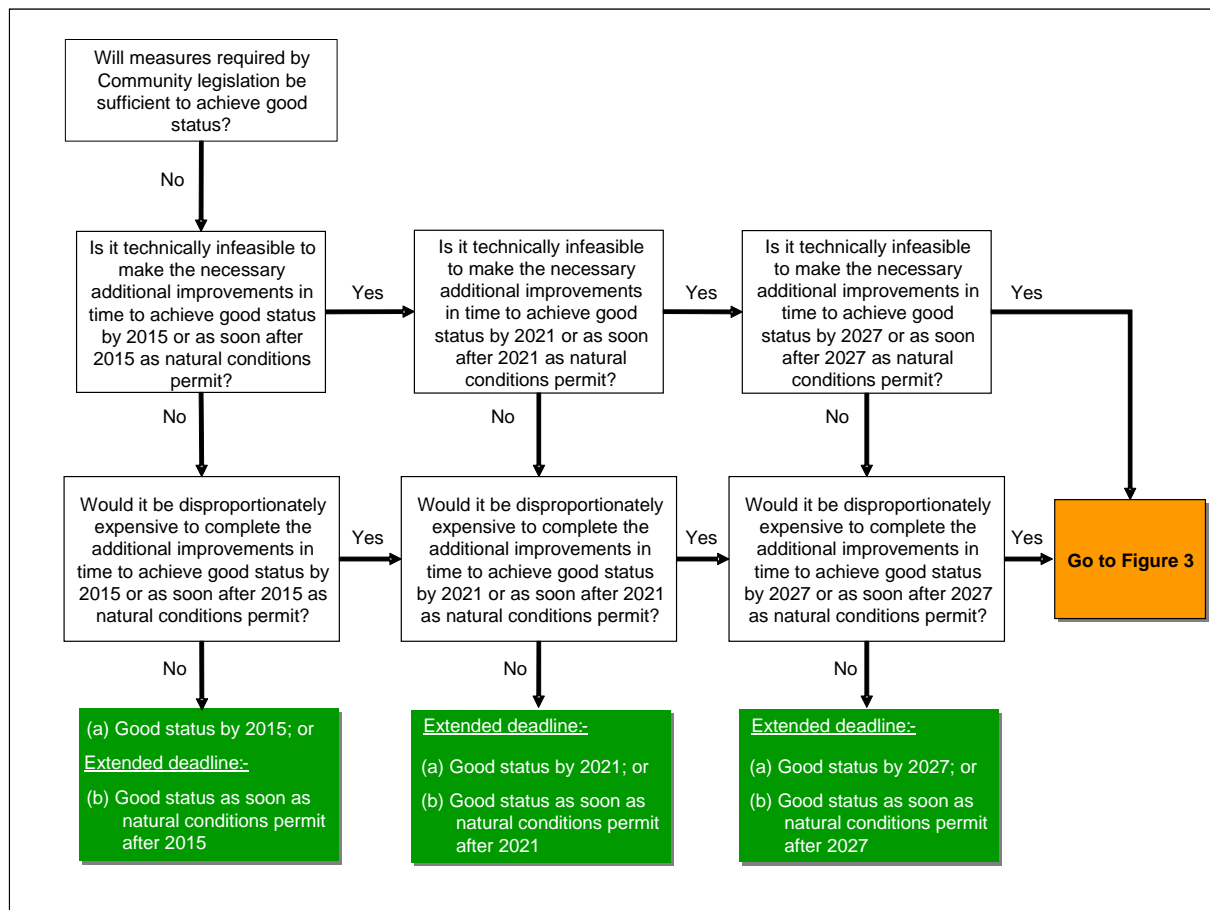 Will measures required by
Community legislation be
sufficient to achieve good
status?
No
Is it technically infeasible to
make the necessary
additional improvements in
time to achieve good status
by 2015 or as soon after
2015 as natural conditions
permit?
Yes
Is it technically infeasible
to make the necessary
additional improvements
in time to achieve good
status by 2021 or as soon
after 2021 as natural
conditions permit?
Yes
Is it technically infeasible
to make the necessary
additional improvements in
time to achieve good
status by 2027 or as soon
after 2027 as natural
conditions permit?
Yes
No
No
No
Would it be disproportionately
expensive to complete the
additional improvements in
time to achieve good status by
2015 or as soon after 2015 as
natural conditions permit?
Yes
Would it be disproportionately
expensive to complete the
additional improvements in
time to achieve good status
by 2021 or as soon after 2021
as natural conditions permit?
Yes
Would it be disproportionately
expensive to complete the
additional improvements in
time to achieve good status
by 2027 or as soon after 2027
as natural conditions permit?
Yes
Go to Figure 3
No
No
No
(a) Good status by 2015; or
Extended deadline:-
(b) Good status as soon as
natural conditions permit
after 2015
Extended deadline:-
(a) Good status by 2021; or
(b) Good status as soon as
natural conditions permit
after 2021
Extended deadline:-
(a) Good status by 2027; or
(b) Good status as soon as
natural conditions permit
after 2027